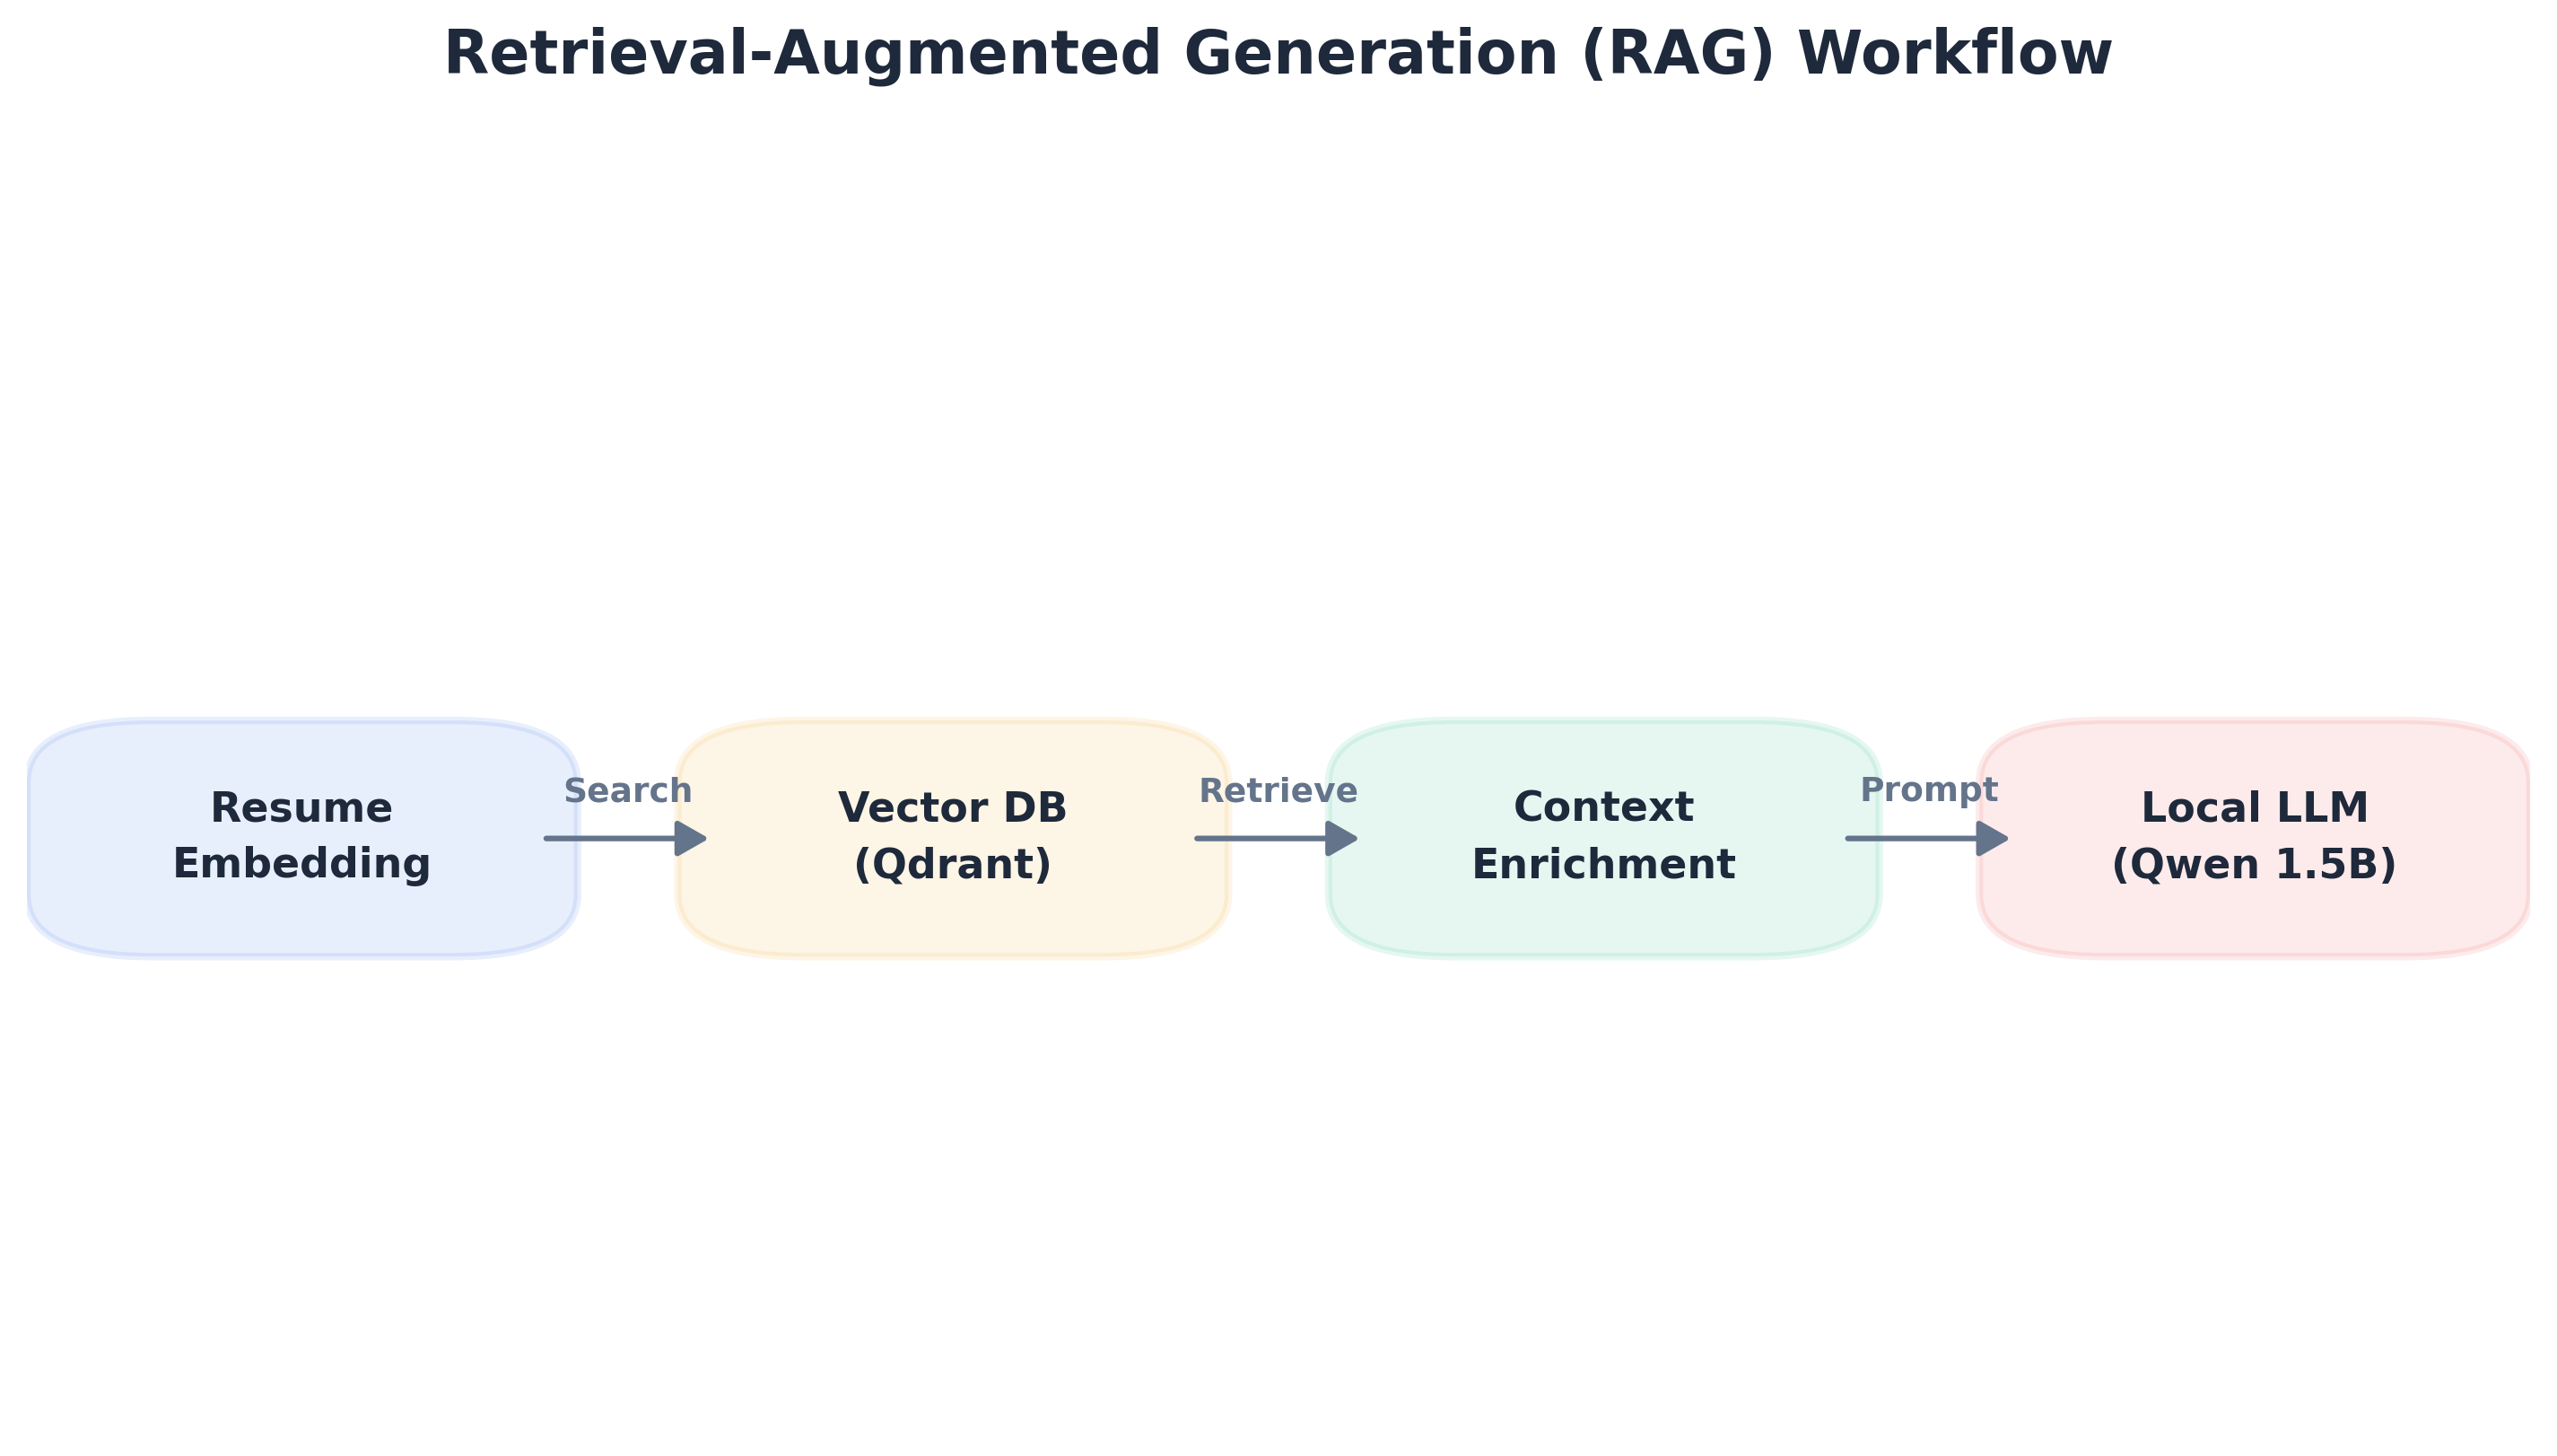 Retrieval-Augmented Generation (RAG) Workflow
Resume
Embedding
Search
Vector DB
(Qdrant)
Retrieve
Context
Enrichment
Prompt
Local LLM
(Qwen 1.5B)